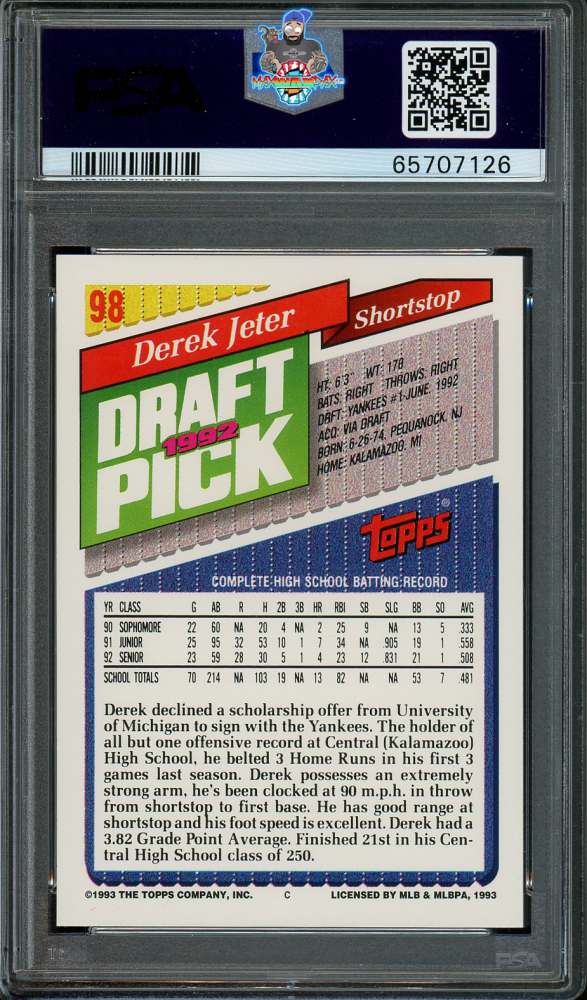 PSA
65707126
98
Derek Jeter
Shortstop
DRAFT
1992
PICK
HT: 6'3" WT: 178
BATS: RIGHT THROWS: RIGHT
DRFT: YANKEES #1-JUNE, 1992
ACQ: VIA DRAFT
BORN: 6-26-74, PEQUANOCK, NJ
HOME: KALAMAZOO, MI
topps®
COMPLETE HIGH SCHOOL BATTING RECORD
YR CLASS G AB R H 2B 3B HR RBI SB SLG BB SO AVG
90 SOPHOMORE 22 60 NA 20 4 NA 2 25 9 NA 13 5 .333
91 JUNIOR 25 95 32 53 10 1 7 34 NA .905 19 1 .558
92 SENIOR 23 59 28 30 5 1 4 23 12 .831 21 1 .508
SCHOOL TOTALS 70 214 NA 103 19 NA 13 82 NA NA 53 7 .481
Derek declined a scholarship offer from University
of Michigan to sign with the Yankees. The holder of
all but one offensive record at Central (Kalamazoo)
High School, he belted 3 Home Runs in his first 3
games last season. Derek possesses an extremely
strong arm, he's been clocked at 90 m.p.h. in throw
from shortstop to first base. He has good range at
shortstop and his foot speed is excellent. Derek had a
3.82 Grade Point Average. Finished 21st in his Cen-
tral High School class of 250.
©1993 THE TOPPS COMPANY, INC. C LICENSED BY MLB & MLBPA, 1993
PSA